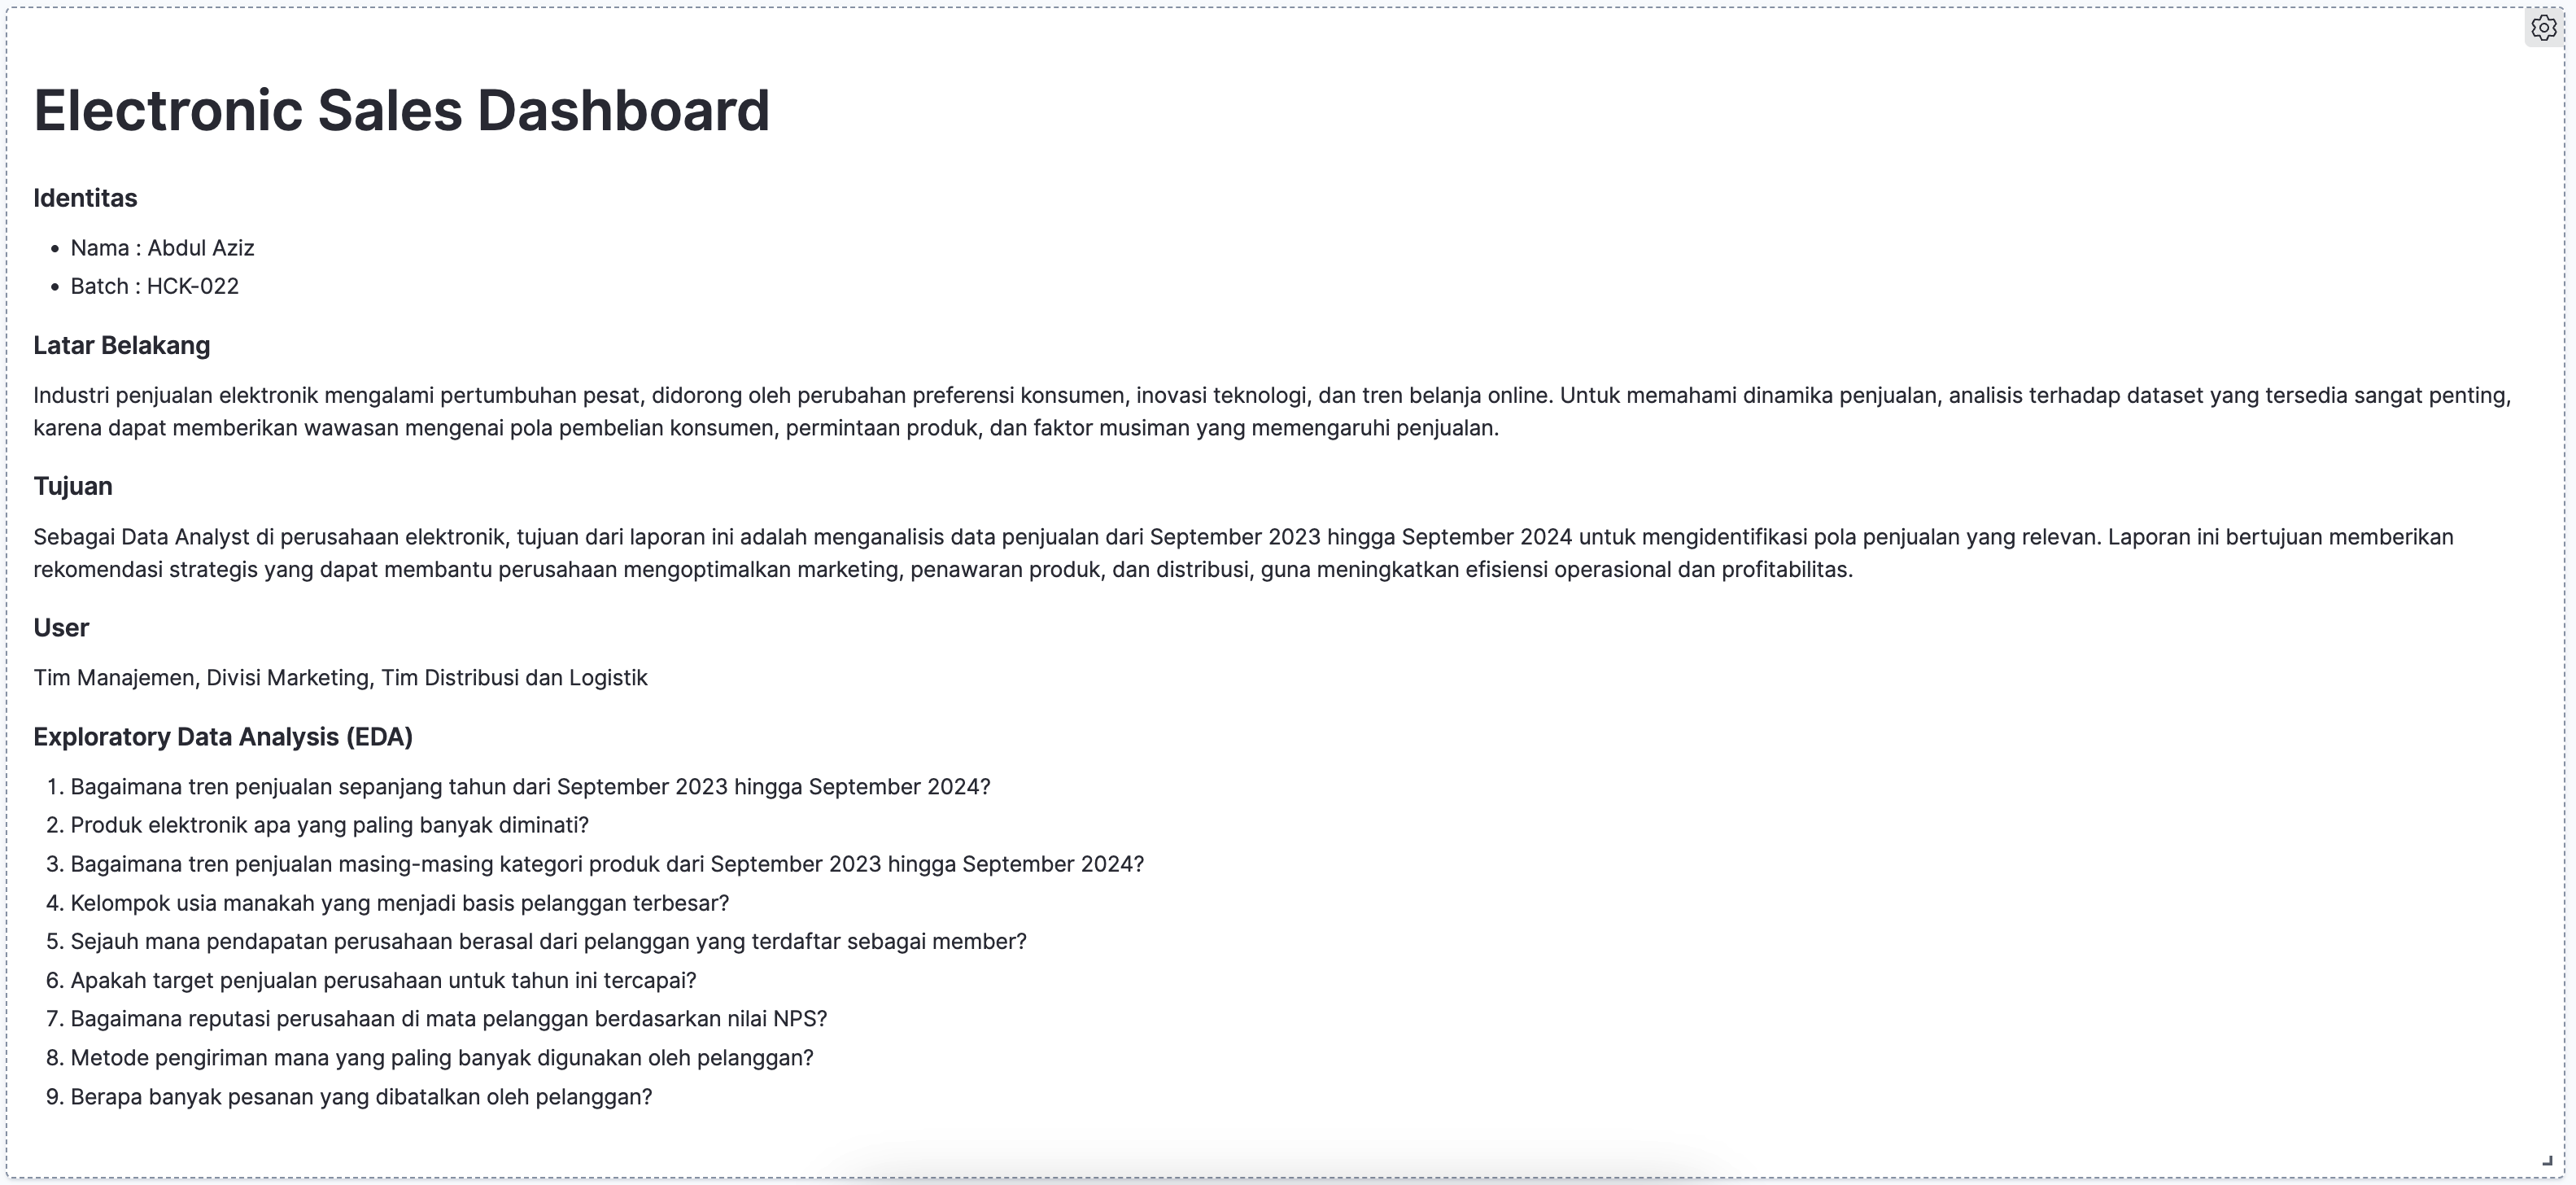 Electronic Sales Dashboard
Identitas
• Nama : Abdul Aziz
• Batch : HCK-022
Latar Belakang
Industri penjualan elektronik mengalami pertumbuhan pesat, didorong oleh perubahan preferensi konsumen, inovasi teknologi, dan tren belanja online. Untuk memahami dinamika penjualan, analisis terhadap dataset yang tersedia sangat penting,
karena dapat memberikan wawasan mengenai pola pembelian konsumen, permintaan produk, dan faktor musiman yang memengaruhi penjualan.
Tujuan
Sebagai Data Analyst di perusahaan elektronik, tujuan dari laporan ini adalah menganalisis data penjualan dari September 2023 hingga September 2024 untuk mengidentifikasi pola penjualan yang relevan. Laporan ini bertujuan memberikan
rekomendasi strategis yang dapat membantu perusahaan mengoptimalkan marketing, penawaran produk, dan distribusi, guna meningkatkan efisiensi operasional dan profitabilitas.
User
Tim Manajemen, Divisi Marketing, Tim Distribusi dan Logistik
Exploratory Data Analysis (EDA)
1. Bagaimana tren penjualan sepanjang tahun dari September 2023 hingga September 2024?
2. Produk elektronik apa yang paling banyak diminati?
3. Bagaimana tren penjualan masing-masing kategori produk dari September 2023 hingga September 2024?
4. Kelompok usia manakah yang menjadi basis pelanggan terbesar?
5. Sejauh mana pendapatan perusahaan berasal dari pelanggan yang terdaftar sebagai member?
6. Apakah target penjualan perusahaan untuk tahun ini tercapai?
7. Bagaimana reputasi perusahaan di mata pelanggan berdasarkan nilai NPS?
8. Metode pengiriman mana yang paling banyak digunakan oleh pelanggan?
9. Berapa banyak pesanan yang dibatalkan oleh pelanggan?